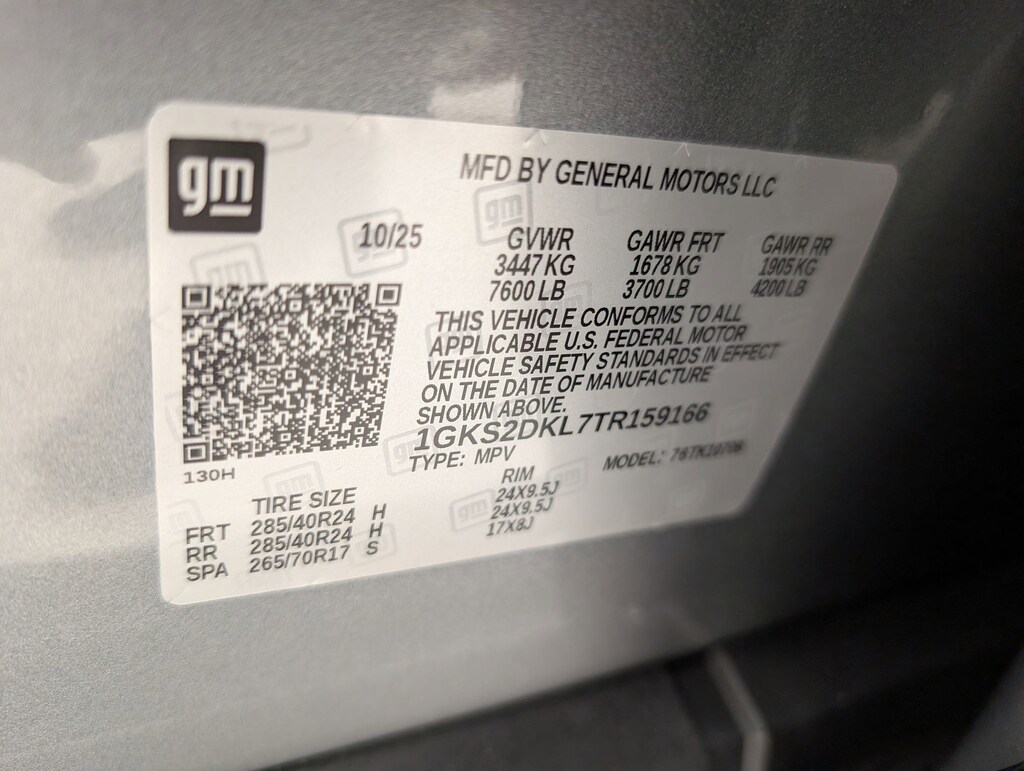 gm
MFD BY GENERAL MOTORS LLC
10/25 GVWR GAWR FRT GAWR RR
3447 KG 1678 KG 1905 KG
7600 LB 3700 LB 4200 LB
THIS VEHICLE CONFORMS TO ALL
APPLICABLE U.S. FEDERAL MOTOR
VEHICLE SAFETY STANDARDS IN EFFECT
ON THE DATE OF MANUFACTURE
SHOWN ABOVE.
1GKS2DKL7TR159166
TYPE: MPV MODEL:
130H
TIRE SIZE RIM
FRT 285/40R24 H 24X9.5J
RR 285/40R24 H 24X9.5J
SPA 265/70R17 S 17X8J